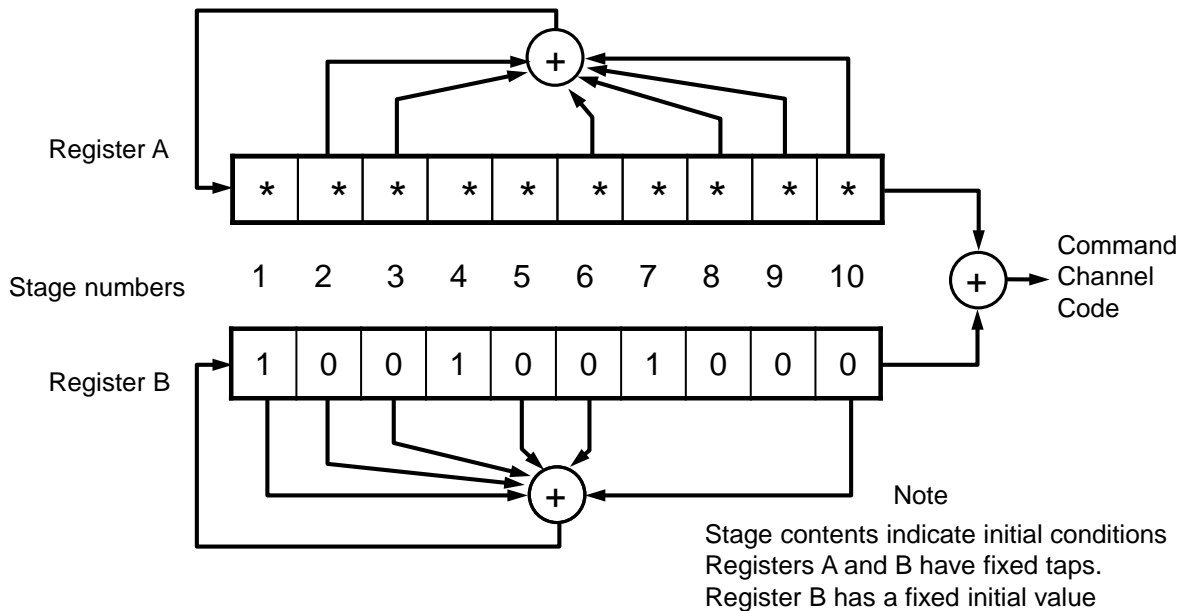 +
Register A
* * * * * * * * * *
Command
Channel
Code
+
Stage numbers
1 2 3 4 5 6 7 8 9 10
Register B
1 0 0 1 0 0 1 0 0 0
+
Note
Stage contents indicate initial conditions
Registers A and B have fixed taps.
Register B has a fixed initial value